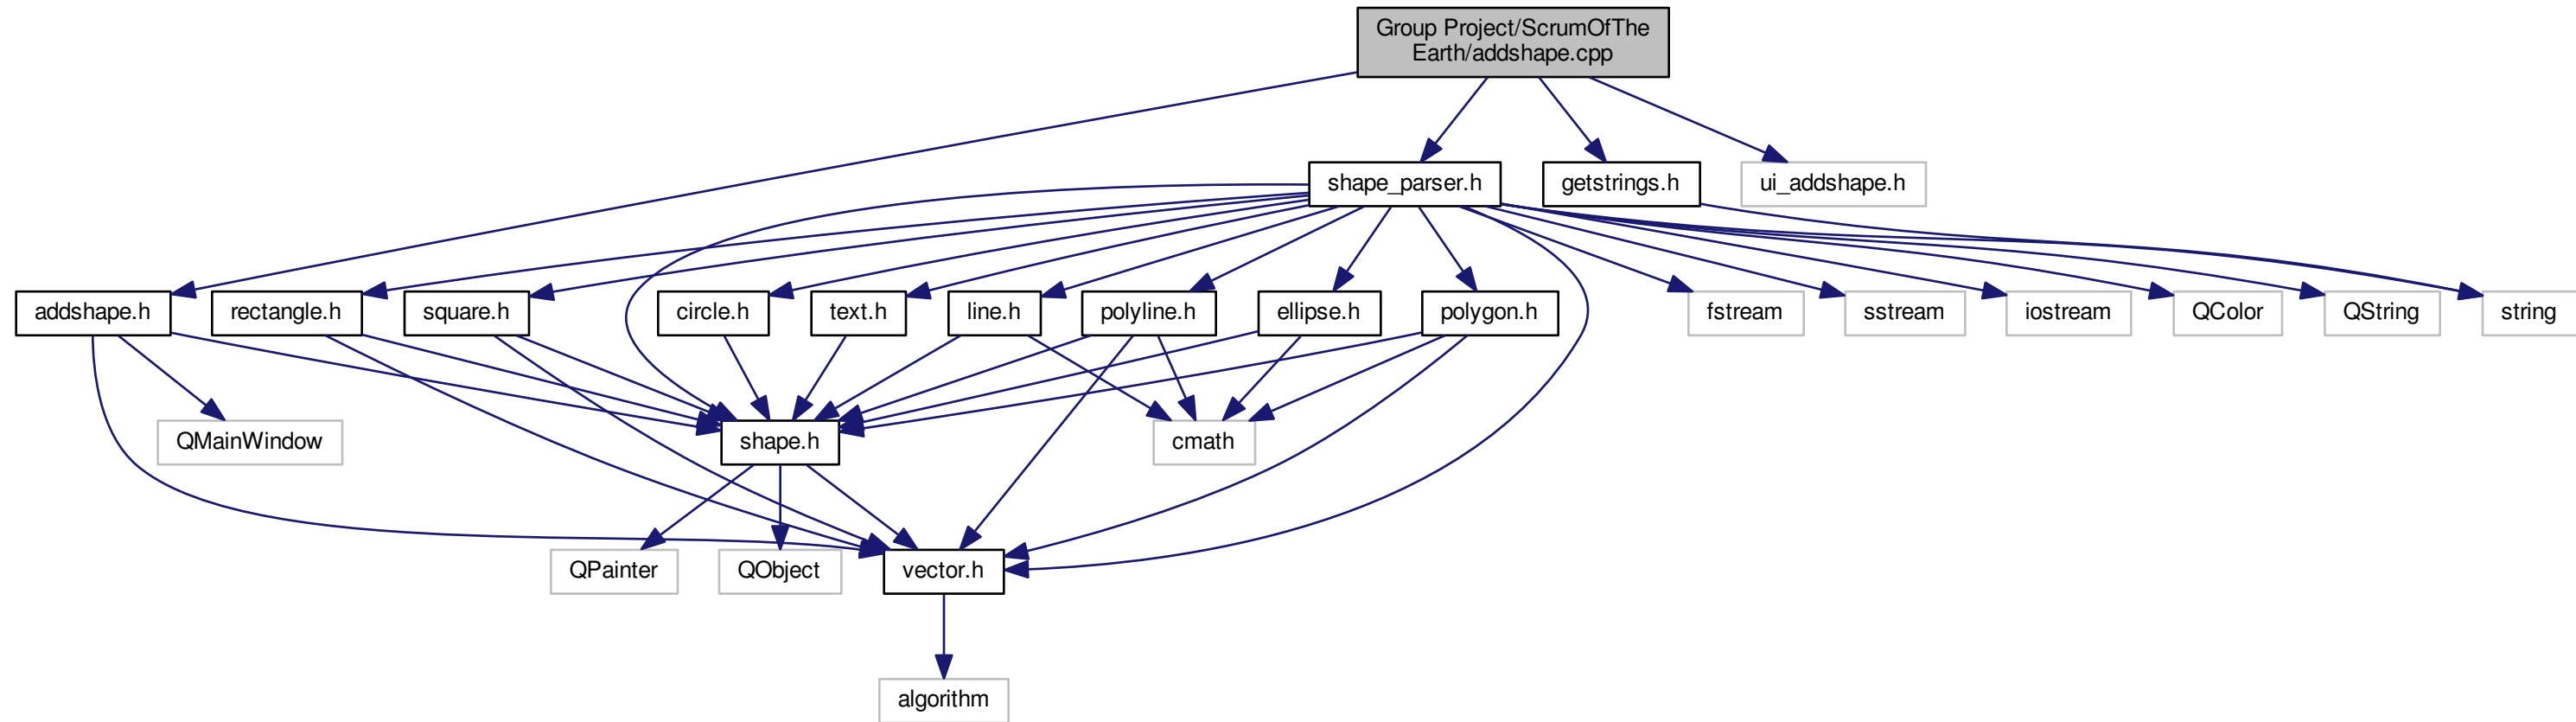 Group Project/ScrumOfThe
Earth/addshape.cpp
shape_parser.h
getstrings.h
ui_addshape.h
addshape.h
rectangle.h
square.h
circle.h
text.h
line.h
polyline.h
ellipse.h
polygon.h
fstream
sstream
iostream
QColor
QString
string
QMainWindow
shape.h
cmath
QPainter
QObject
vector.h
algorithm